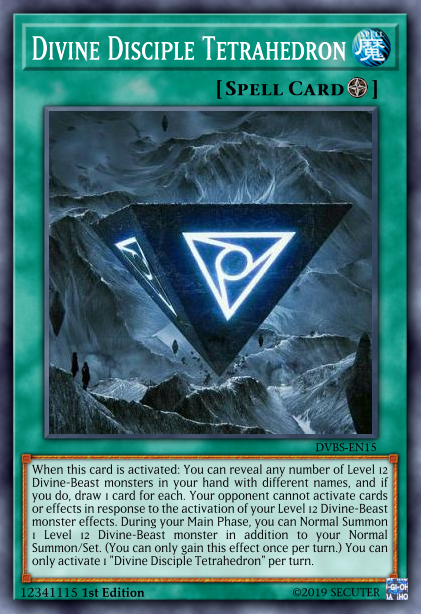 DIVINE DISCIPLE TETRAHEDRON
魔
[SPELL CARD]
DVBS-EN15
When this card is activated: You can reveal any number of Level 12
Divine-Beast monsters in your hand with different names, and if
you do, draw 1 card for each. Your opponent cannot activate cards
or effects in response to the activation of your Level 12 Divine-Beast
monster effects. During your Main Phase, you can Normal Summon
1 Level 12 Divine-Beast monster in addition to your Normal
Summon/Set. (You can only gain this effect once per turn.) You can
only activate 1 "Divine Disciple Tetrahedron" per turn.
12341115 1st Edition ©2019 SECUTER